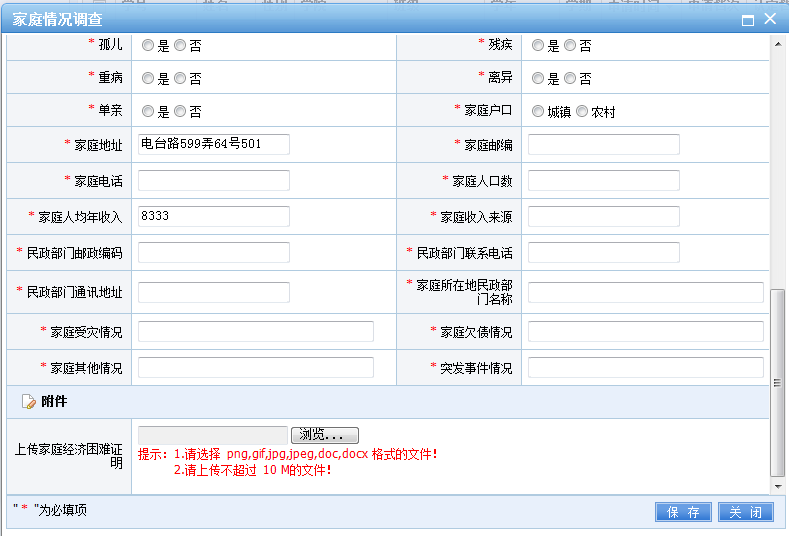 家庭情况调查
* 孤儿 是 否 * 残疾 是 否
* 重病 是 否 * 离异 是 否
* 单亲 是 否 * 家庭户口 城镇 农村
* 家庭地址 电台路599弄64号501 * 家庭邮编
* 家庭电话 * 家庭人口数
* 家庭人均年收入 8333 * 家庭收入来源
* 民政部门邮政编码 * 民政部门联系电话
* 民政部门通讯地址 * 家庭所在地民政部
门名称
* 家庭受灾情况 * 家庭欠债情况
* 家庭其他情况 * 突发事件情况
附件
上传家庭经济困难证
明
浏览...
提示：1.请选择 png,gif,jpg,jpeg,doc,docx 格式的文件！
2.请上传不超过 10 M的文件！
" * "为必填项 保 存 关 闭